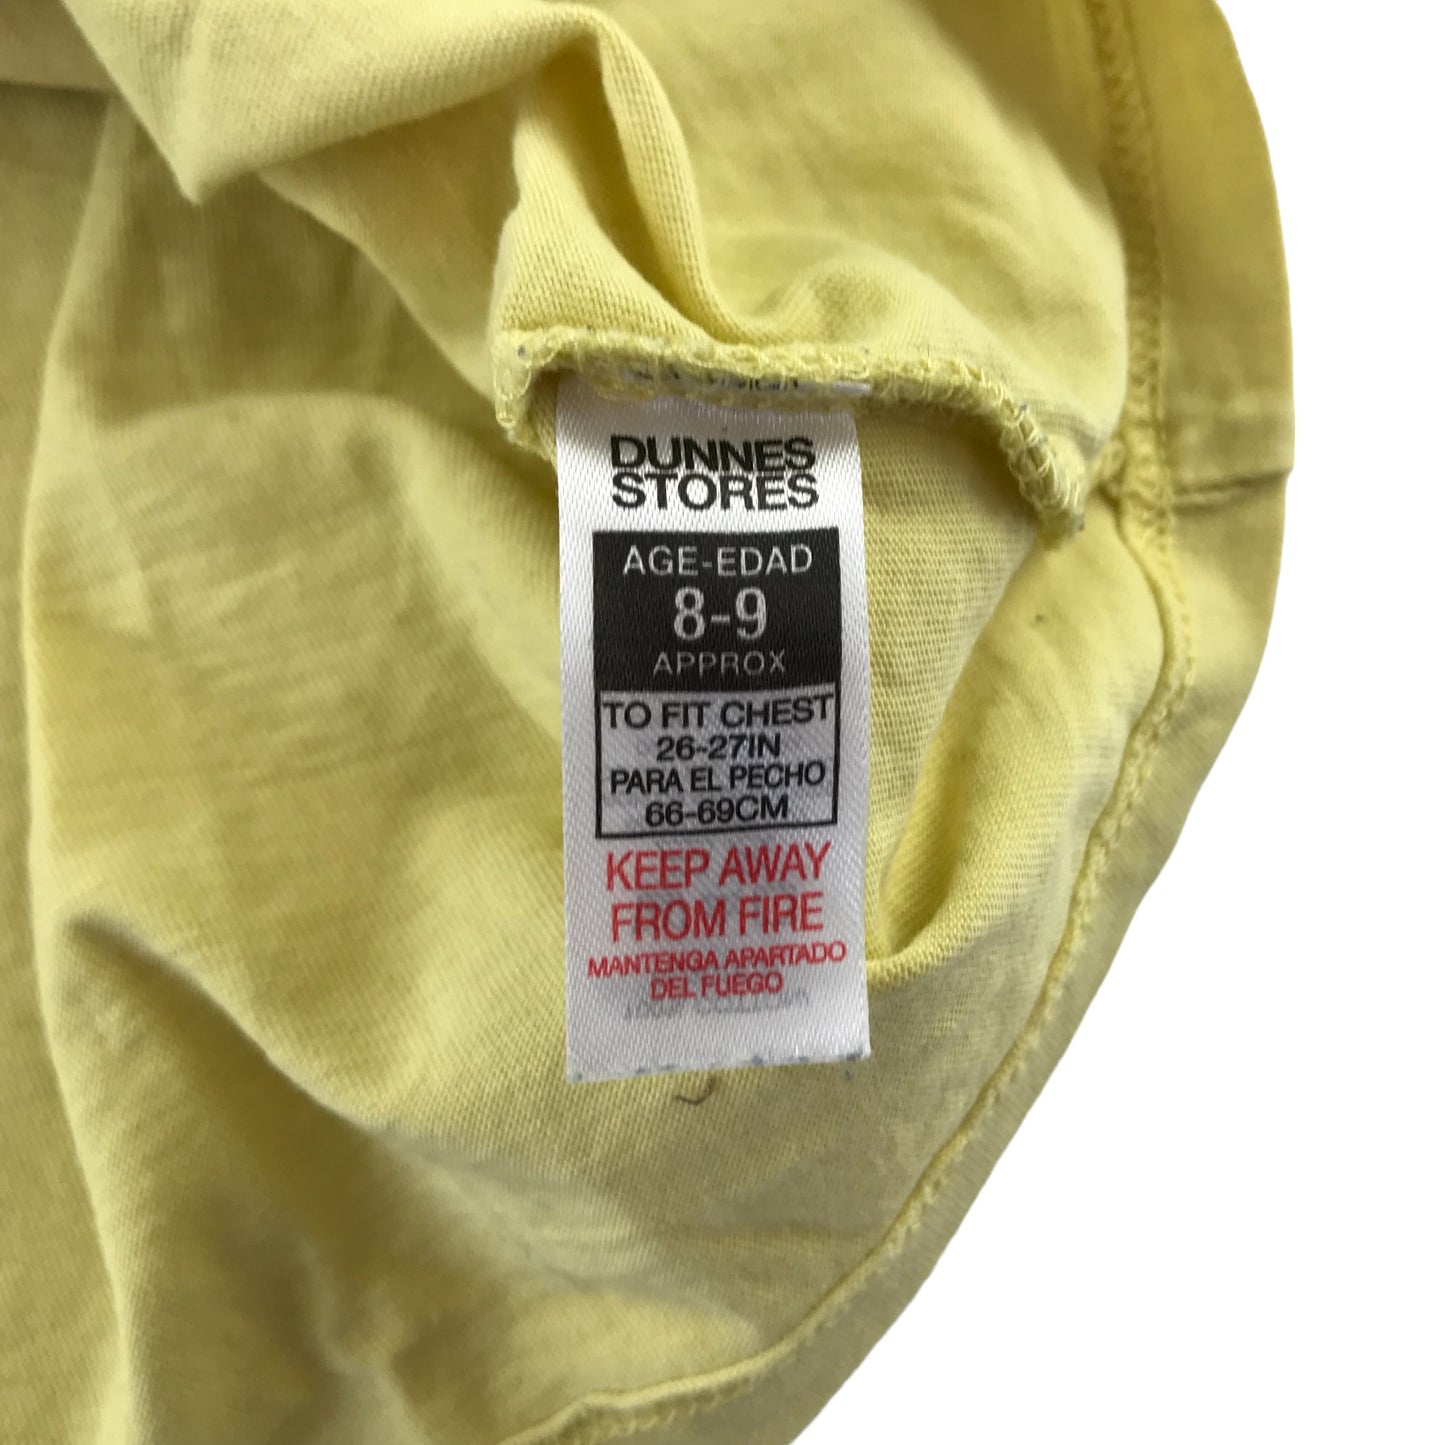 DUNNES
STORES
AGE-EDAD
8-9
APPROX
TO FIT CHEST
26-27IN
PARA EL PECHO
66-69CM
KEEP AWAY
FROM FIRE
MANTENGA APARTADO
DEL FUEGO